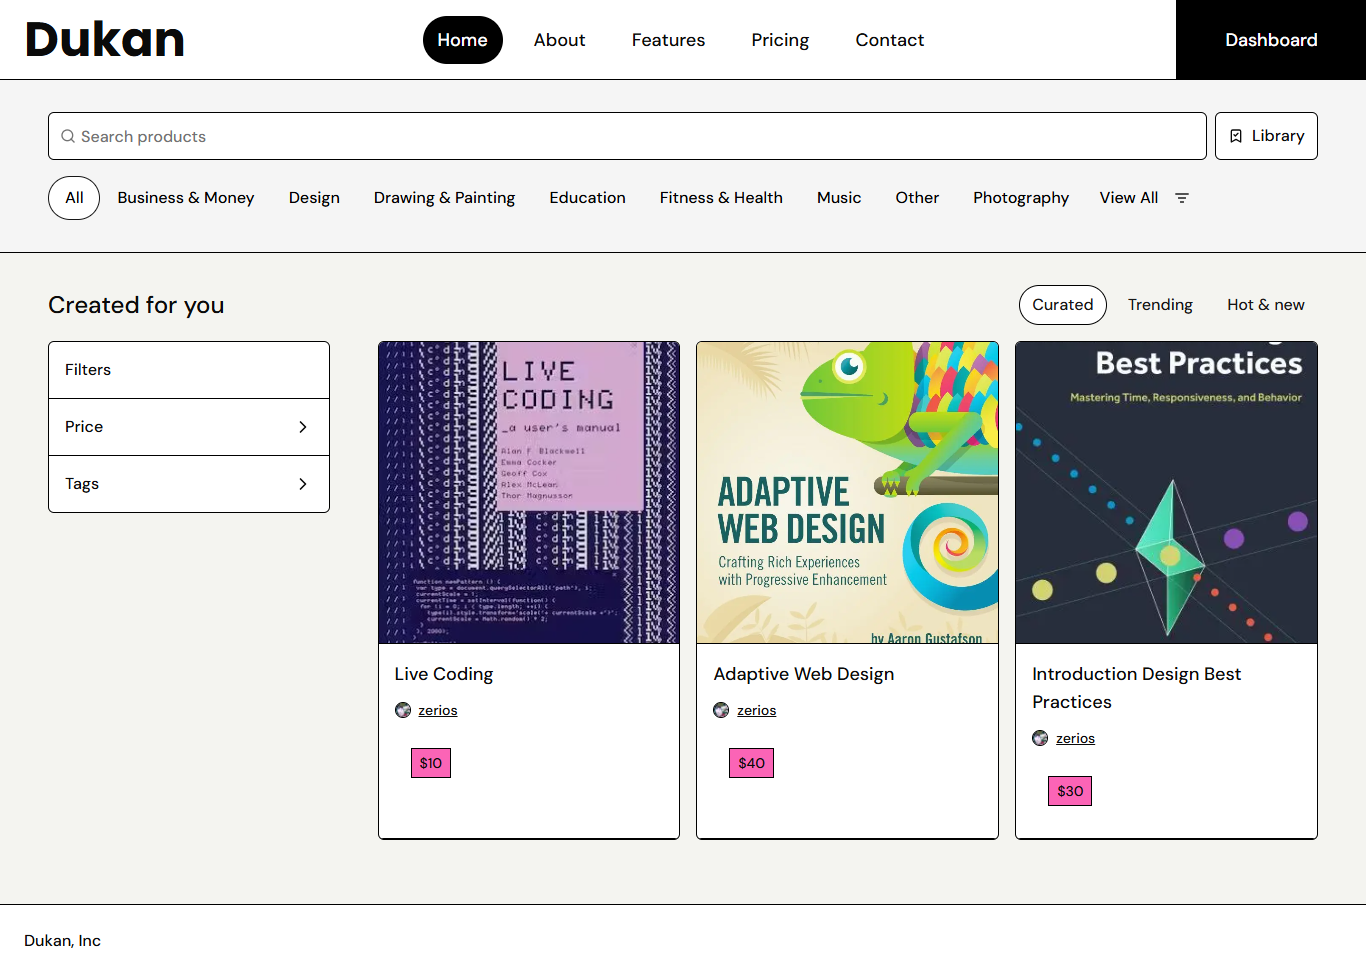 Dukan
Home
About
Features
Pricing
Contact
Dashboard
Search products
Library
All
Business & Money
Design
Drawing & Painting
Education
Fitness & Health
Music
Other
Photography
View All
Created for you
Curated
Trending
Hot & new
Filters
Price
Tags
LIVE
CODING
_a user's manual
Alan F Blackwell
Emma Cocker
Geoff Cox
Alex McLean
Thor Magnusson
Live Coding
zerios
$10
ADAPTIVE
WEB DESIGN
Crafting Rich Experiences
with Progressive Enhancement
by Aaron Gustafson
Adaptive Web Design
zerios
$40
Best Practices
Mastering Time, Responsiveness, and Behavior
Introduction Design Best
Practices
zerios
$30
Dukan, Inc